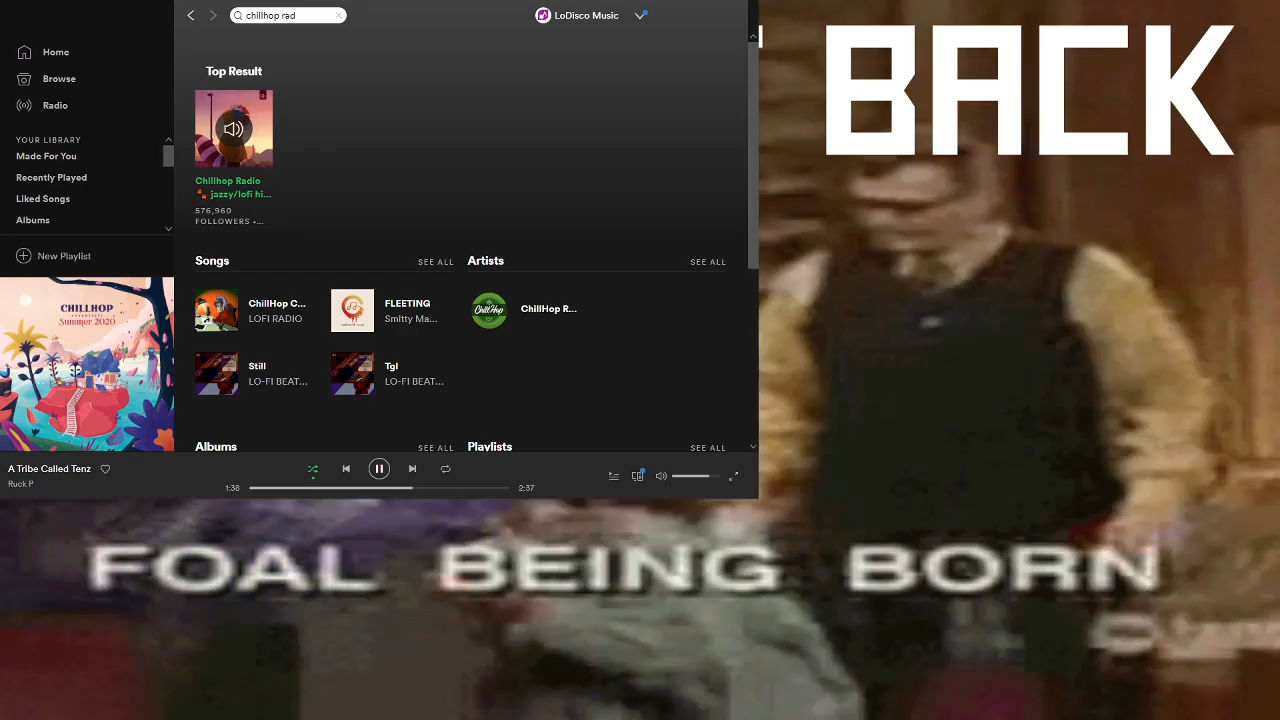 chillhop rad
LoDisco Music
BACK
Home
Browse
Radio
YOUR LIBRARY
Made For You
Recently Played
Liked Songs
Albums
New Playlist
CHILLHOP
essentials
Summer 2020
A Tribe Called Tenz
Ruck P
Top Result
Chillhop Radio
jazzy/lofi hi...
576,960
FOLLOWERS •...
Songs
SEE ALL
Artists
SEE ALL
ChillHop C...
LOFI RADIO
FLEETING
Smitty Ma...
ChillHop
ChillHop R...
Still
LO-FI BEAT...
Tgl
LO-FI BEAT...
Albums
SEE ALL
Playlists
SEE ALL
1:38
2:37
FOAL BEING BORN